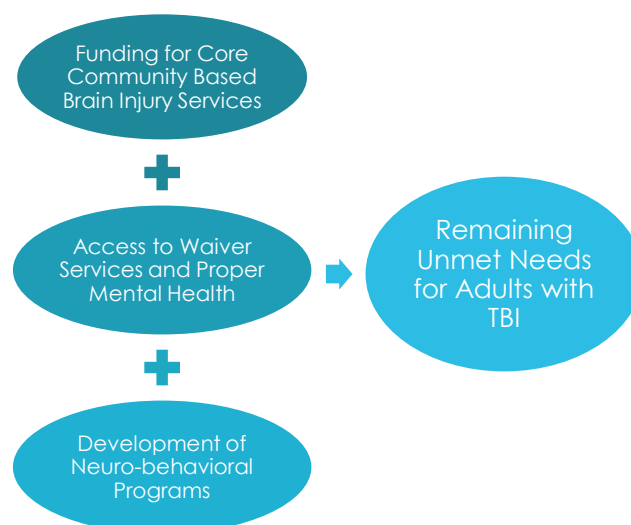 Funding for Core
Community Based
Brain Injury Services
Access to Waiver
Services and Proper
Mental Health
Development of
Neuro-behavioral
Programs
Remaining
Unmet Needs
for Adults with
TBI